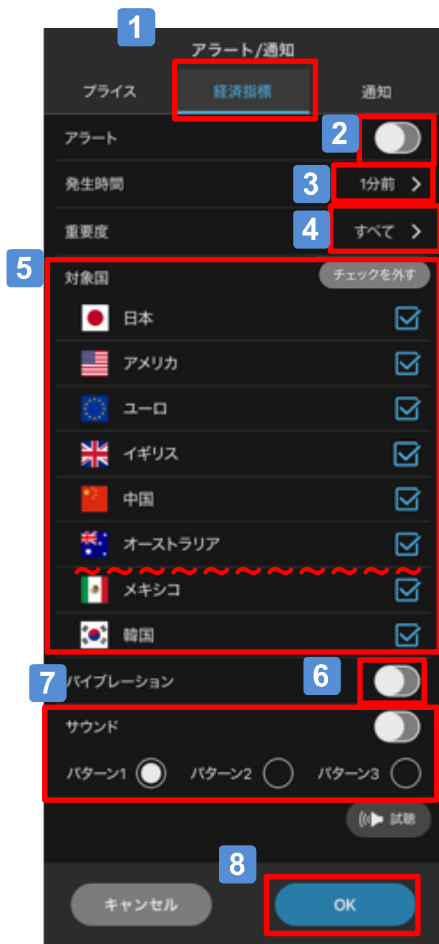 1
アラート/通知
プライス 経済指標 通知
アラート 2
発生時間 3 1分前 >
重要度 4 すべて >
5
対象国 チェックを外す
日本
アメリカ
ユーロ
イギリス
中国
オーストラリア
メキシコ
韓国
7 バイブレーション 6
サウンド
パターン1 パターン2 パターン3
試聴
8
キャンセル OK